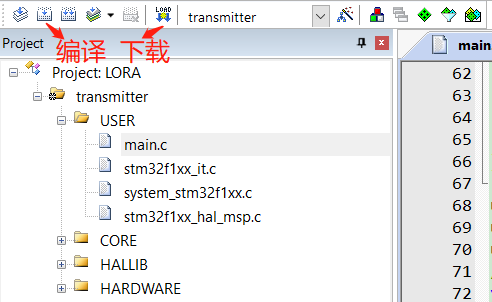 LOAD
transmitter
编译 下载
Project
main
Project: LORA
transmitter
USER
main.c
stm32f1xx_it.c
system_stm32f1xx.c
stm32f1xx_hal_msp.c
CORE
HALLIB
HARDWARE
62
63
64
65
66
67
68
69
70
71
72